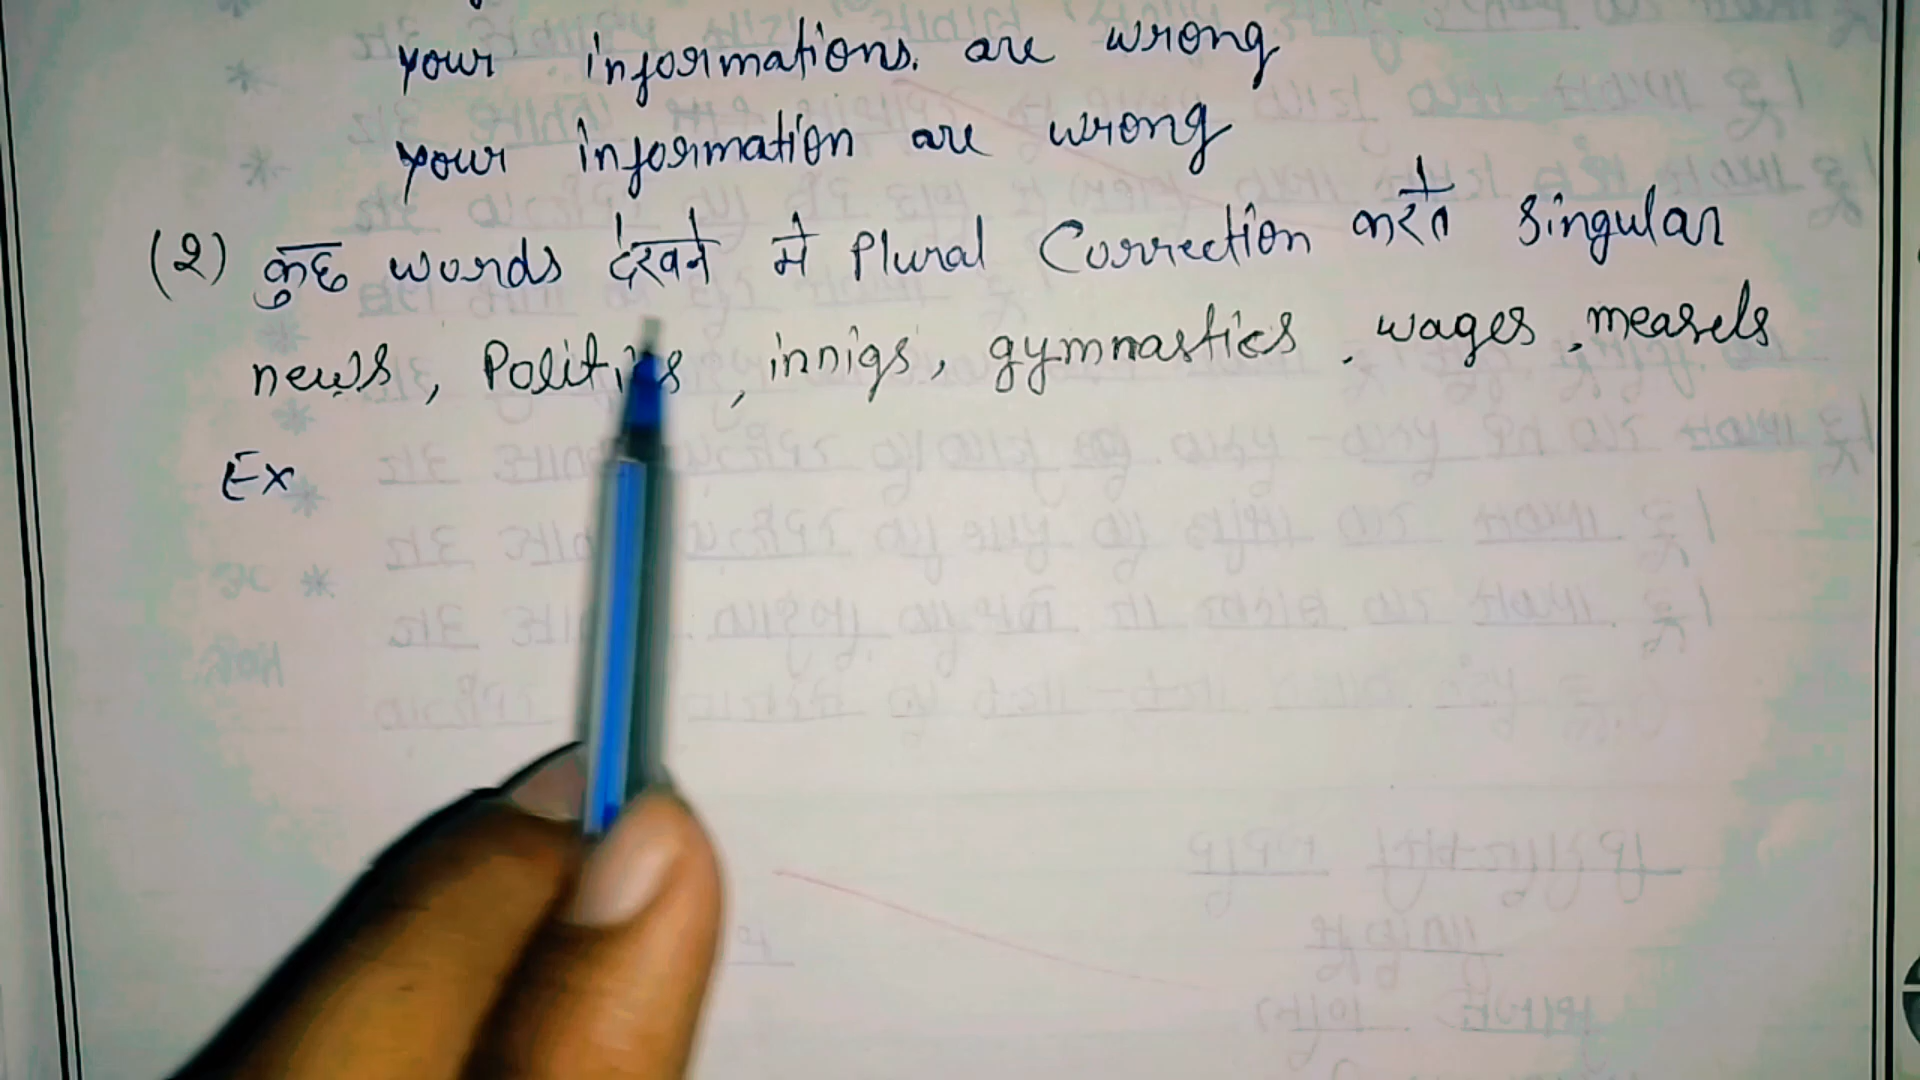 your informations. are wrong
your information are wrong
(2) कुछ words देखने मे Plural Correction करते singular
news, Politics, innigs, gymnastics, wages, measels
Ex